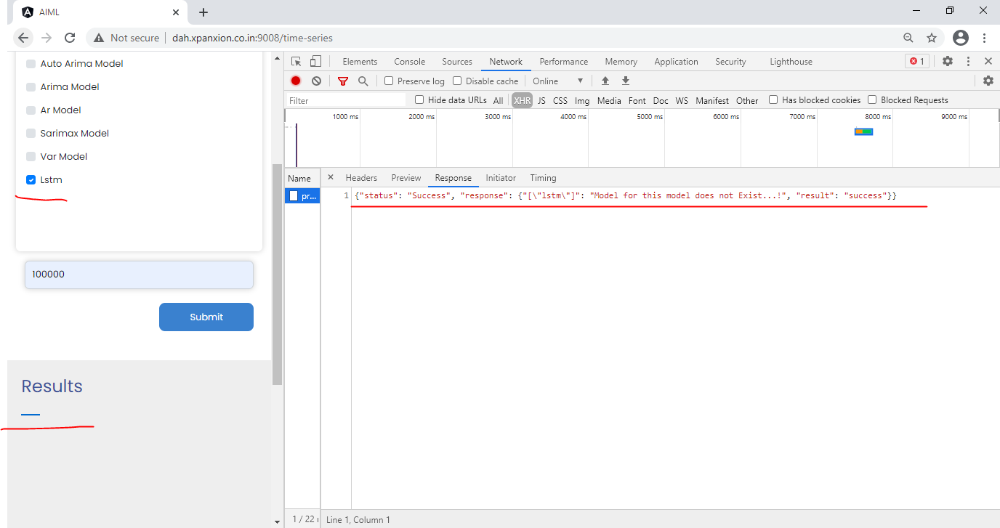 AIML
Not secure dah.xpanxion.co.in:9008/time-series
Auto Arima Model
Arima Model
Ar Model
Sarimax Model
Var Model
Lstm
100000
Submit
Results
Elements Console Sources Network Performance Memory Application Security Lighthouse 1
Preserve log Disable cache Online
Filter Hide data URLs All XHR JS CSS Img Media Font Doc WS Manifest Other Has blocked cookies Blocked Requests
1000 ms 2000 ms 3000 ms 4000 ms 5000 ms 6000 ms 7000 ms 8000 ms 9000 ms
Name Headers Preview Response Initiator Timing
pr...
1 {"status": "Success", "response": {"[\"lstm\"]": "Model for this model does not Exist...!", "result": "success"}}
1 / 22 Line 1, Column 1